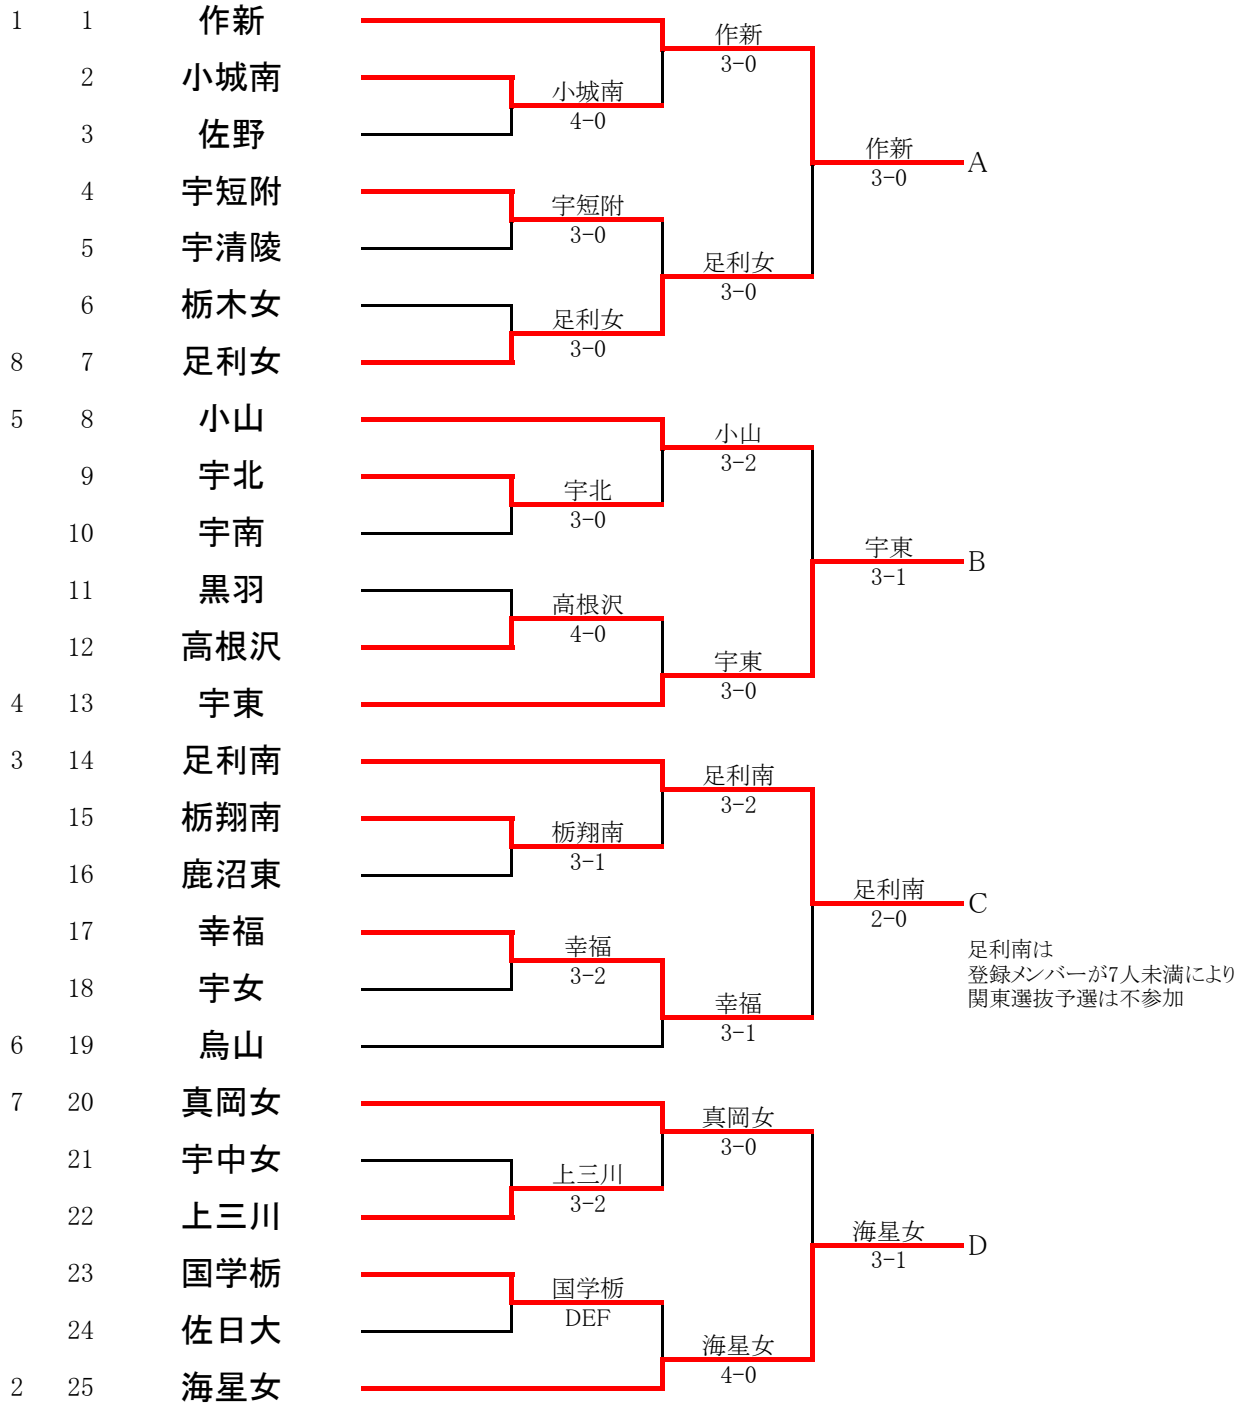 1 1 作新
作新
3-0
2 小城南
小城南
4-0
3 佐野
作新
3-0
A
4 宇短附
宇短附
3-0
5 宇清陵
足利女
3-0
6 栃木女
足利女
3-0
8 7 足利女
5 8 小山
小山
3-2
9 宇北
宇北
3-0
10 宇南
宇東
3-1
B
11 黒羽
高根沢
4-0
12 高根沢
宇東
3-0
4 13 宇東
3 14 足利南
足利南
3-2
15 栃翔南
栃翔南
3-1
16 鹿沼東
足利南
2-0
C
足利南は
登録メンバーが7人未満により
関東選抜予選は不参加
17 幸福
幸福
3-2
18 宇女
幸福
3-1
6 19 烏山
7 20 真岡女
真岡女
3-0
21 宇中女
上三川
3-2
22 上三川
海星女
3-1
D
23 国学栃
国学栃
DEF
24 佐日大
海星女
4-0
2 25 海星女